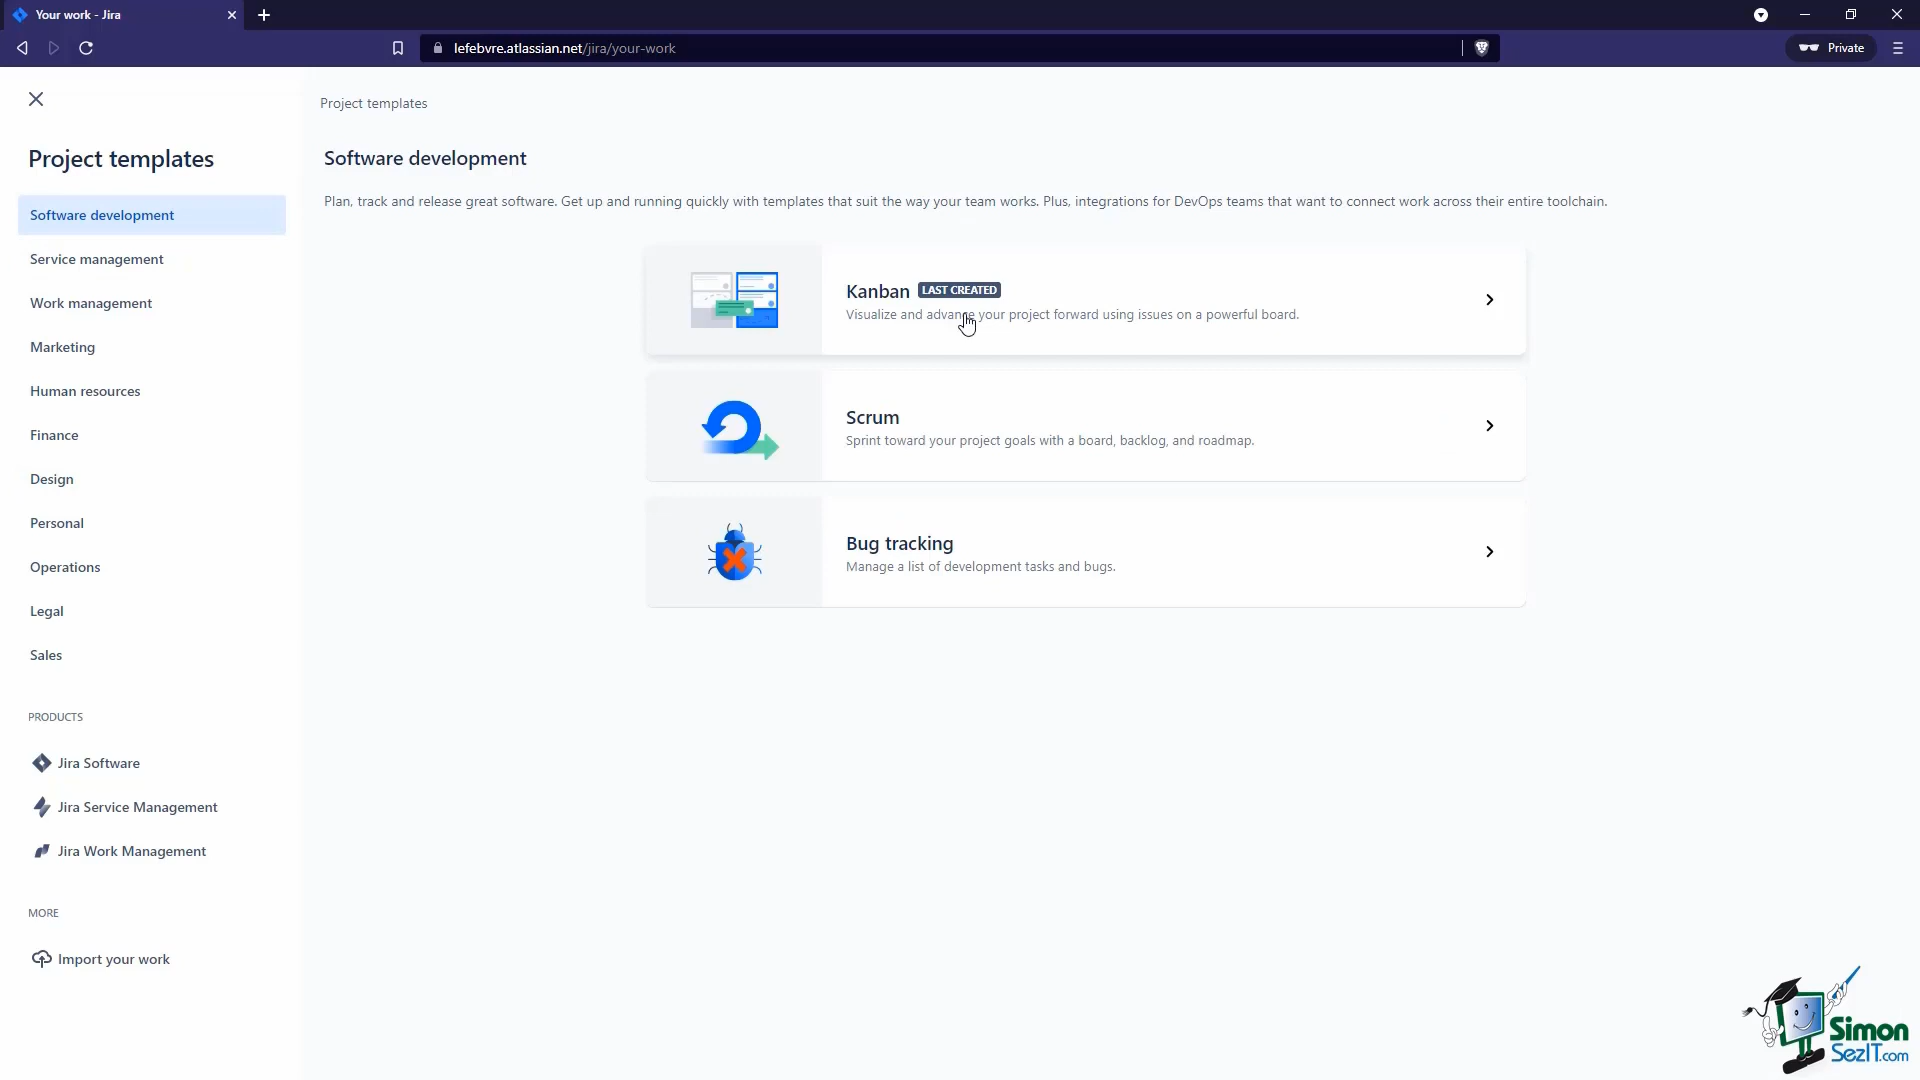 Your work - Jira
lefebvre.atlassian.net/jira/your-work
Private
Project templates
Software development
Service management
Work management
Marketing
Human resources
Finance
Design
Personal
Operations
Legal
Sales
PRODUCTS
Jira Software
Jira Service Management
Jira Work Management
MORE
Import your work
Project templates
Software development
Plan, track and release great software. Get up and running quickly with templates that suit the way your team works. Plus, integrations for DevOps teams that want to connect work across their entire toolchain.
Kanban LAST CREATED
Visualize and advance your project forward using issues on a powerful board.
Scrum
Sprint toward your project goals with a board, backlog, and roadmap.
Bug tracking
Manage a list of development tasks and bugs.
Simon
SezIT.com